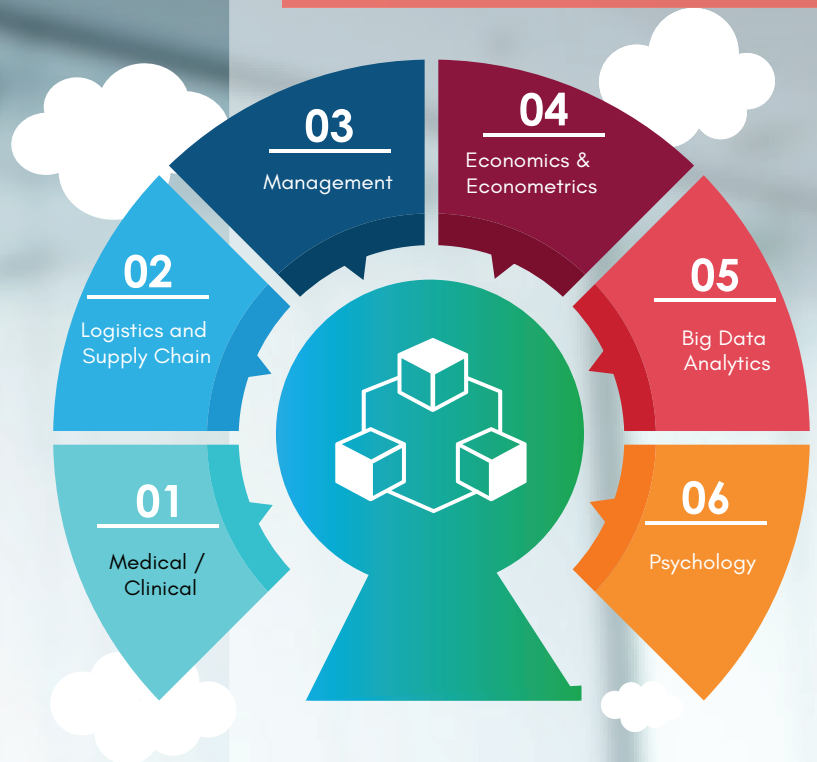 01
Medical /
Clinical
02
Logistics and
Supply Chain
03
Management
04
Economics &
Econometrics
05
Big Data
Analytics
06
Psychology